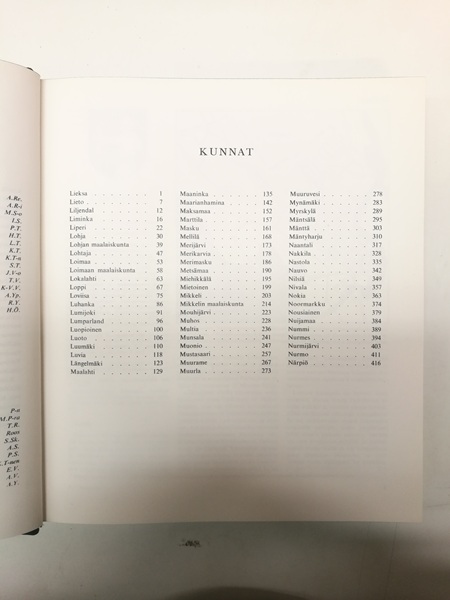 A.Re.
A.R-i
M.S-o
I.S.
P.T.
H.T.
L.T.
K.T.
K.T-a
S.T.
J.V-o
T.V.
K-V.V.
A.Yp.
R.Y.
H.Ö.
P-u
M.P-ra
T.R.
Roos
S.Sk.
A.S.
P.S.
K.T-nen
E.V.
A.V.
A.Y.
KUNNAT
Lieksa 1
Lieto 7
Liljendal 12
Liminka 16
Liperi 22
Lohja 30
Lohjan maalaiskunta 39
Lohtaja 47
Loimaa 53
Loimaan maalaiskunta 58
Lokalahti 63
Loppi 67
Loviisa 75
Luhanka 86
Lumijoki 91
Lumparland 96
Luopioinen 100
Luoto 106
Luumäki 110
Luvia 118
Längelmäki 123
Maalahti 129
Maaninka 135
Maarianhamina 142
Maksamaa 152
Marttila 157
Masku 161
Mellilä 168
Merijärvi 173
Merikarvia 178
Merimasku 186
Metsämaa 190
Miehikkälä 195
Mietoinen 199
Mikkeli 203
Mikkelin maalaiskunta 214
Mouhijärvi 223
Muhos 228
Multia 236
Munsala 241
Muonio 247
Mustasaari 257
Muurame 267
Muurla 273
Muuruvesi 278
Mynämäki 283
Myrskylä 289
Mäntsälä 295
Mänttä 303
Mäntyharju 310
Naantali 317
Nakkila 328
Nastola 335
Nauvo 342
Nilsiä 349
Nivala 357
Nokia 363
Noormarkku 374
Nousiainen 379
Nuijamaa 384
Nummi 389
Nurmes 394
Nurmijärvi 403
Nurmo 411
Närpiö 416